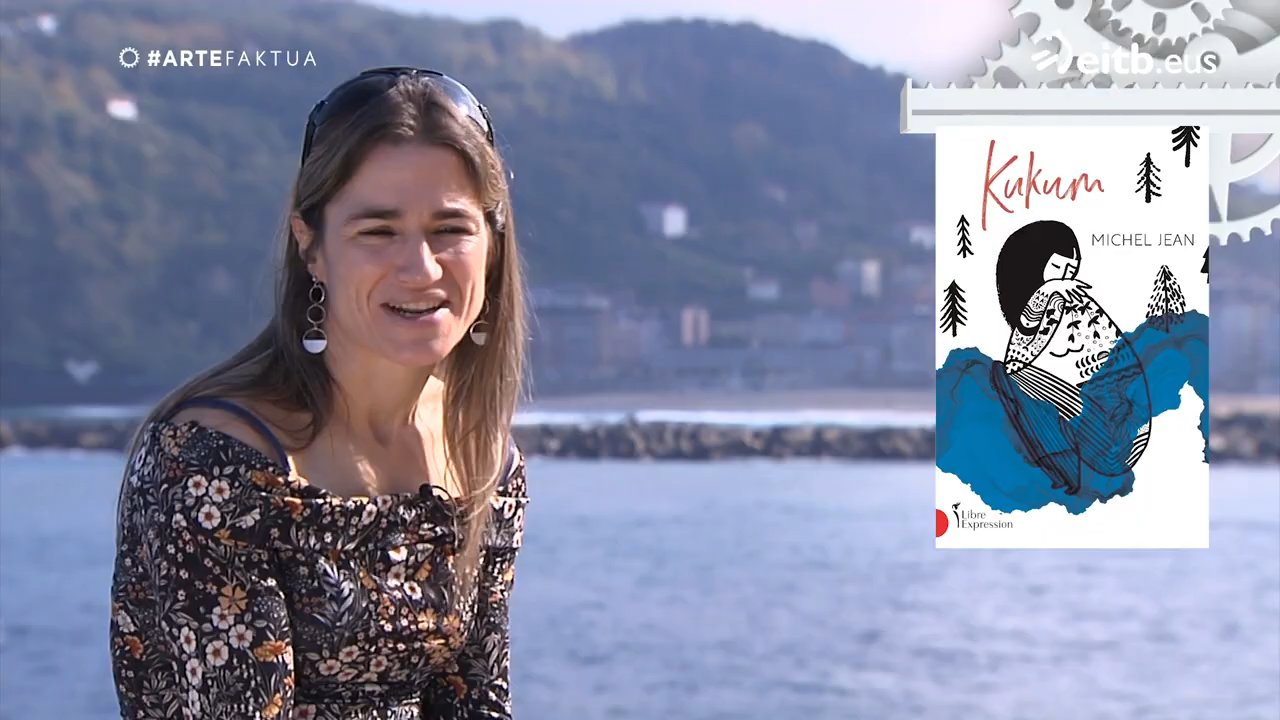 #ARTEFAKTUA
eitb.eus
Kukum
MICHEL JEAN
Libre
Expression